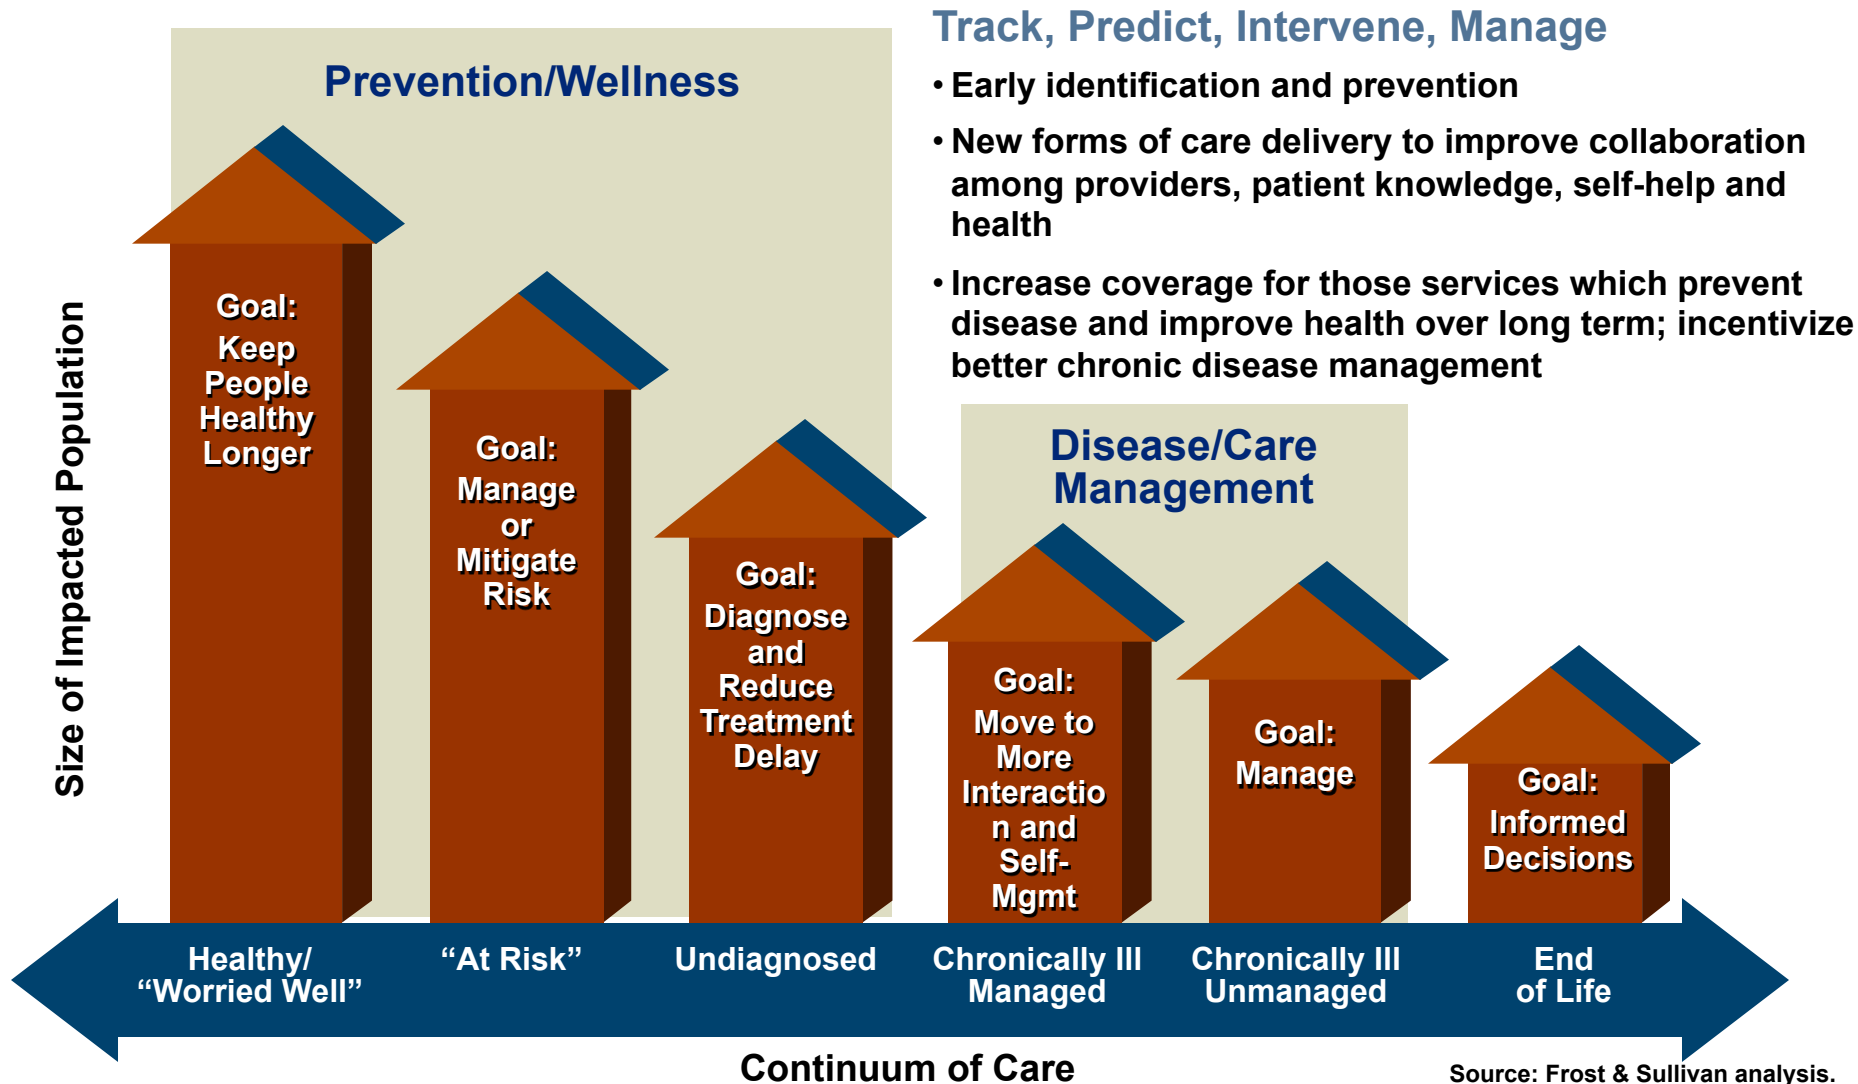 Track, Predict, Intervene, Manage
• Early identification and prevention
• New forms of care delivery to improve collaboration
among providers, patient knowledge, self-help and
health
• Increase coverage for those services which prevent
disease and improve health over long term; incentivize
better chronic disease management
Prevention/Wellness
Disease/Care
Management
Size of Impacted Population
Goal:
Keep
People
Healthy
Longer
Goal:
Manage
or
Mitigate
Risk
Goal:
Diagnose
and
Reduce
Treatment
Delay
Goal:
Move to
More
Interactio
n and
Self-
Mgmt
Goal:
Manage
Goal:
Informed
Decisions
Healthy/
“Worried Well”
“At Risk”
Undiagnosed
Chronically Ill
Managed
Chronically Ill
Unmanaged
End
of Life
Continuum of Care
Source: Frost & Sullivan analysis.